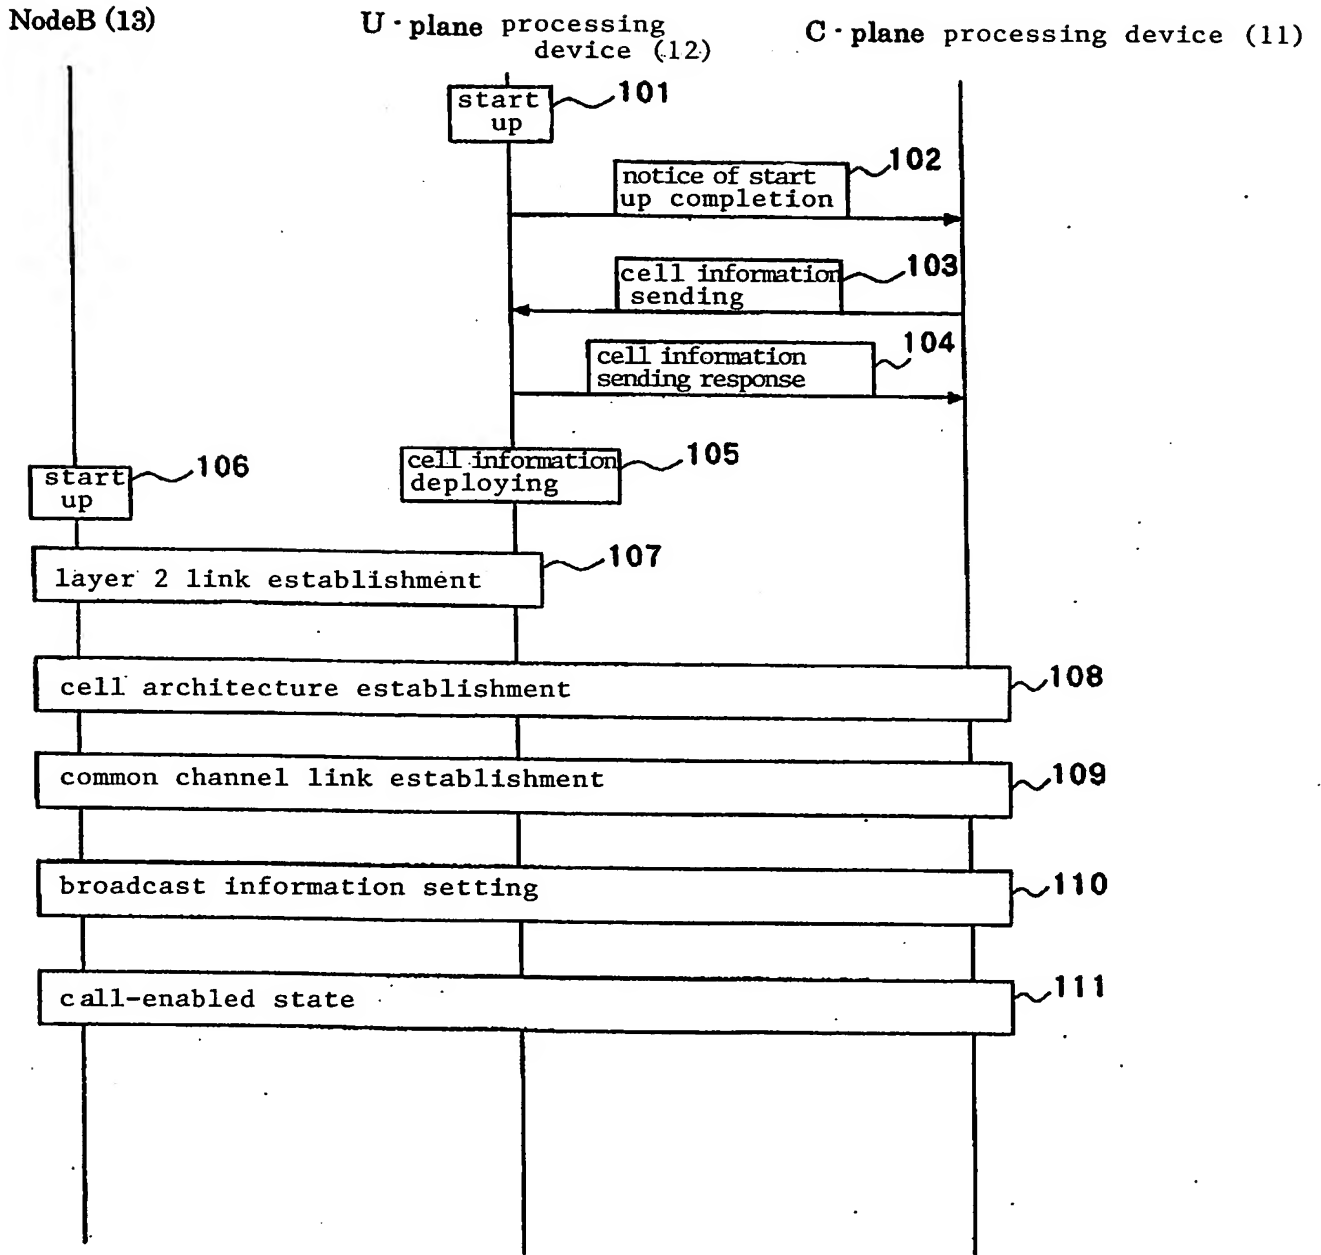 NodeB (13)
U・plane processing
device (12)
C・plane processing device (11)
start
up
101
102
notice of start
up completion
103
cell information
sending
104
cell information
sending response
105
cell information
deploying
106
start
up
107
layer 2 link establishment
108
cell architecture establishment
109
common channel link establishment
110
broadcast information setting
111
call-enabled state